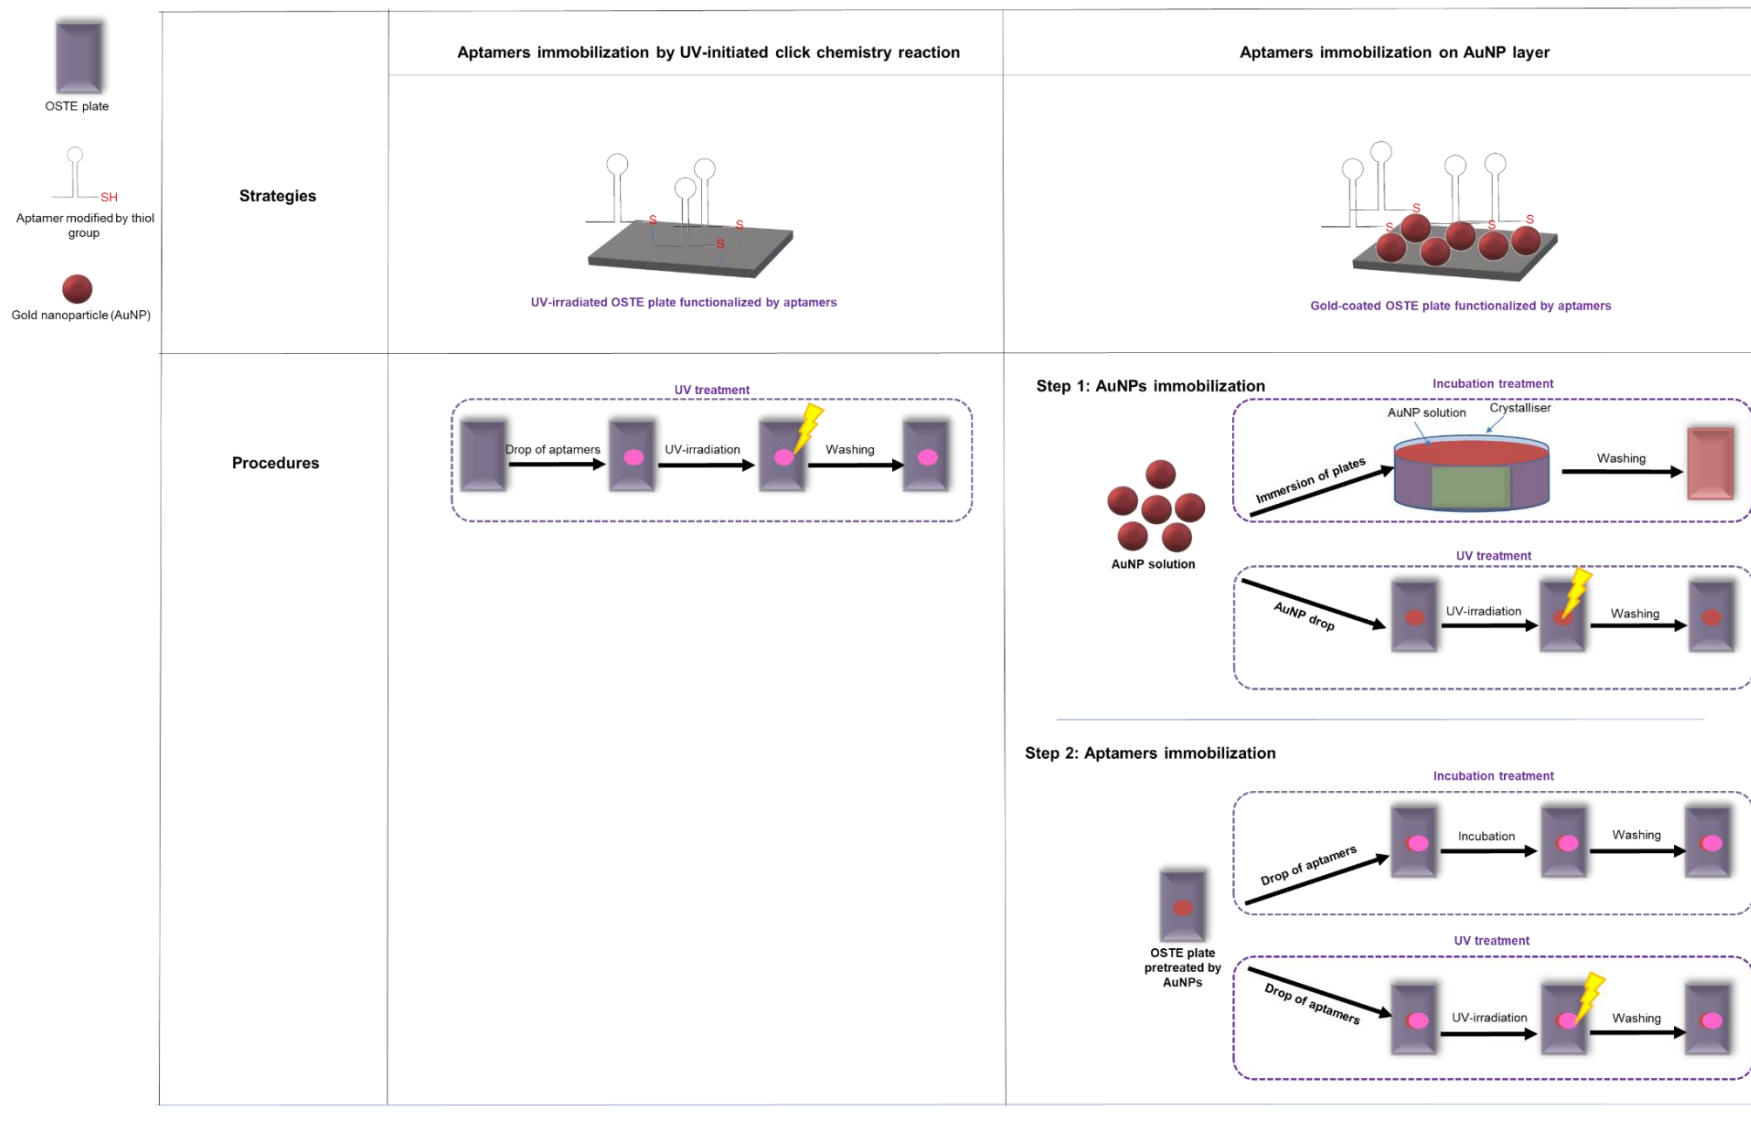 OSTE plate
SH
Aptamer modified by thiol
group
Gold nanoparticle (AuNP)
Aptamers immobilization by UV-initiated click chemistry reaction
Aptamers immobilization on AuNP layer
Strategies
S
S
S
UV-irradiated OSTE plate functionalized by aptamers
S
S
S
S
Gold-coated OSTE plate functionalized by aptamers
Procedures
UV treatment
Drop of aptamers
UV-irradiation
Washing
Step 1: AuNPs immobilization
Incubation treatment
AuNP solution
Crystalliser
Immersion of plates
Washing
AuNP solution
UV treatment
AuNP drop
UV-irradiation
Washing
Step 2: Aptamers immobilization
Incubation treatment
Drop of aptamers
Incubation
Washing
OSTE plate
pretreated by
AuNPs
UV treatment
Drop of aptamers
UV-irradiation
Washing